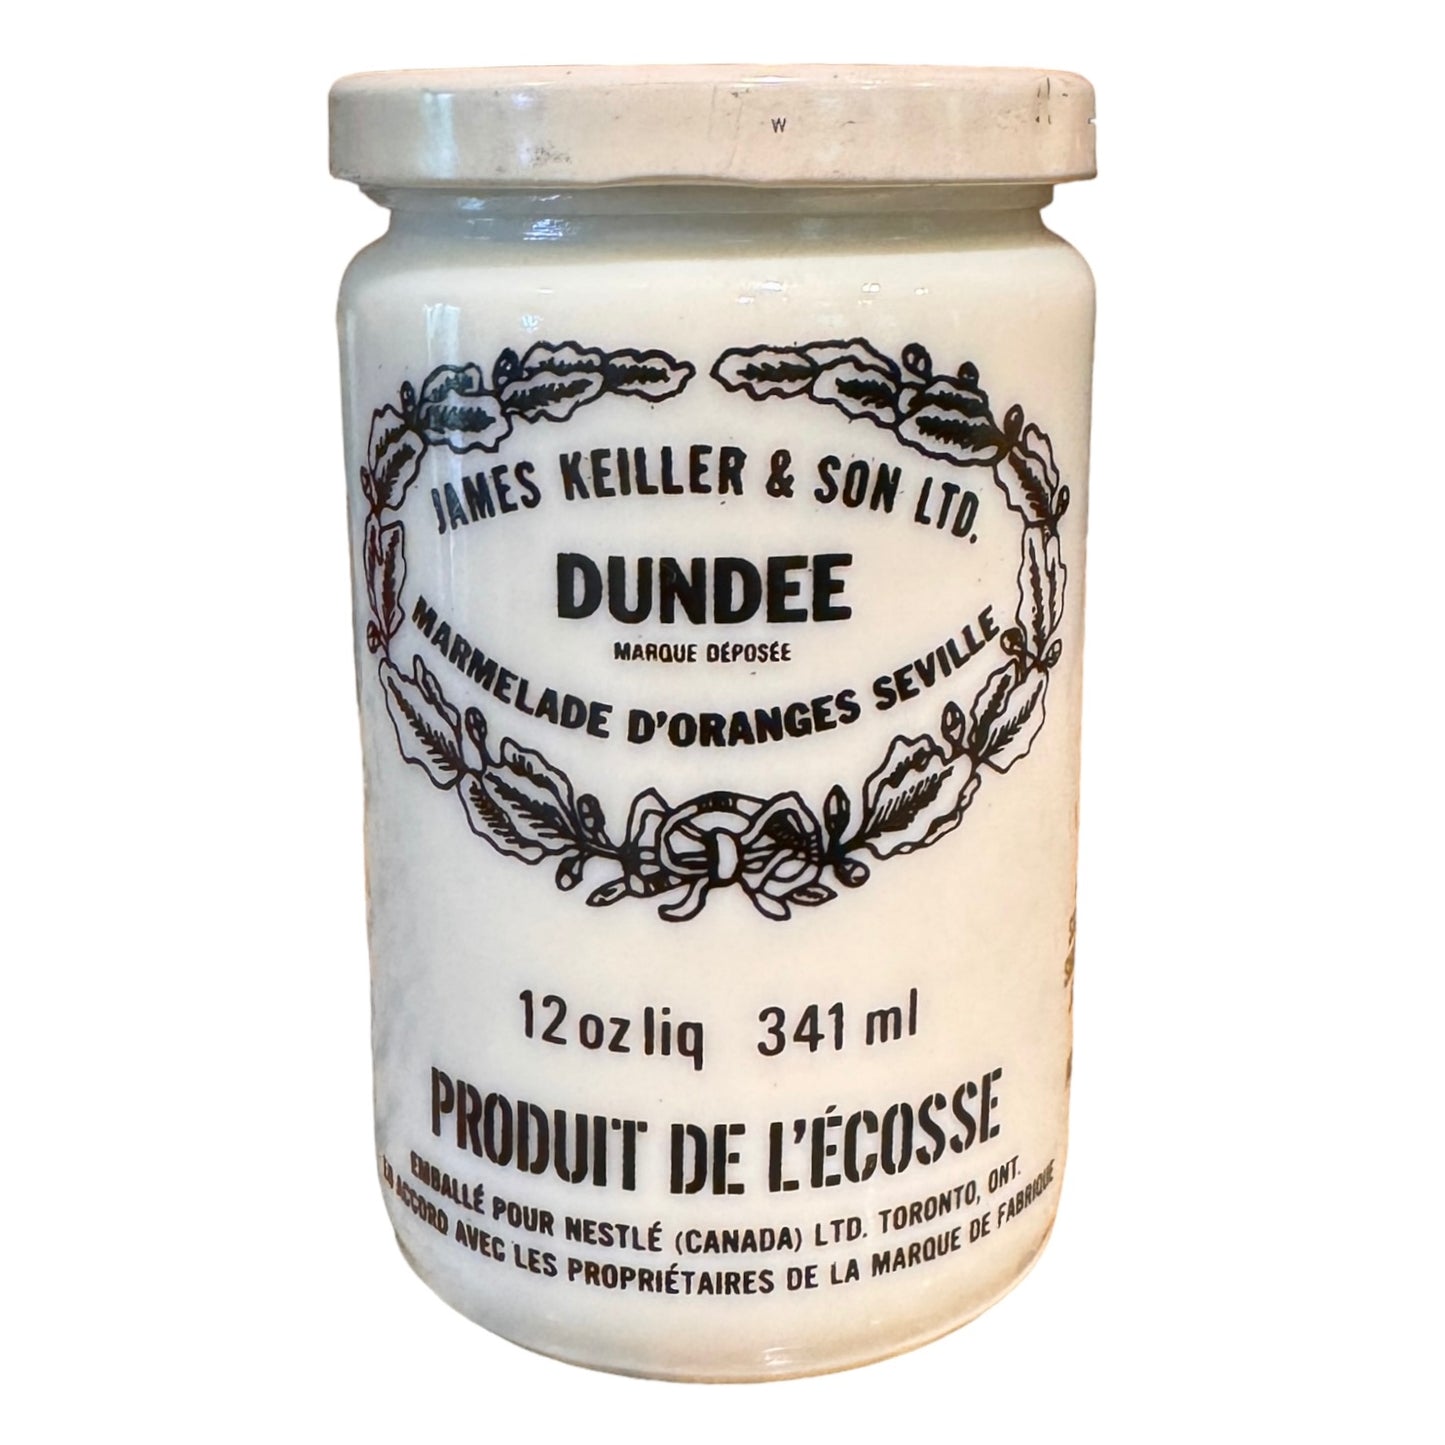 W
JAMES KEILLER & SON LTD.
DUNDEE
MARQUE DÉPOSÉE
MARMELADE D'ORANGES SEVILLE
12 oz liq 341 ml
PRODUIT DE L'ÉCOSSE
EMBALLÉ POUR NESTLÉ (CANADA) LTD. TORONTO, ONT.
ACCORD AVEC LES PROPRIÉTAIRES DE LA MARQUE DE FABRIQUE